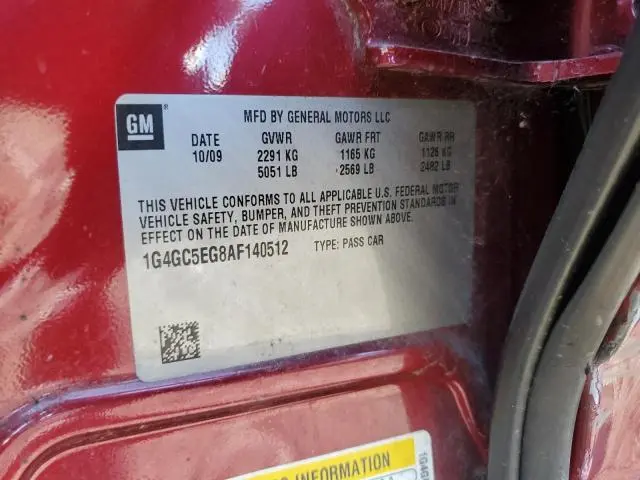 GM ®
MFD BY GENERAL MOTORS LLC
DATE GVWR GAWR FRT GAWR RR
10/09 2291 KG 1165 KG 1126 KG
5051 LB 2569 LB 2482 LB
THIS VEHICLE CONFORMS TO ALL APPLICABLE U.S. FEDERAL MOTOR
VEHICLE SAFETY, BUMPER, AND THEFT PREVENTION STANDARDS IN
EFFECT ON THE DATE OF MANUFACTURE SHOWN ABOVE.
1G4GC5EG8AF140512 TYPE: PASS CAR
INFORMATION
1G4G